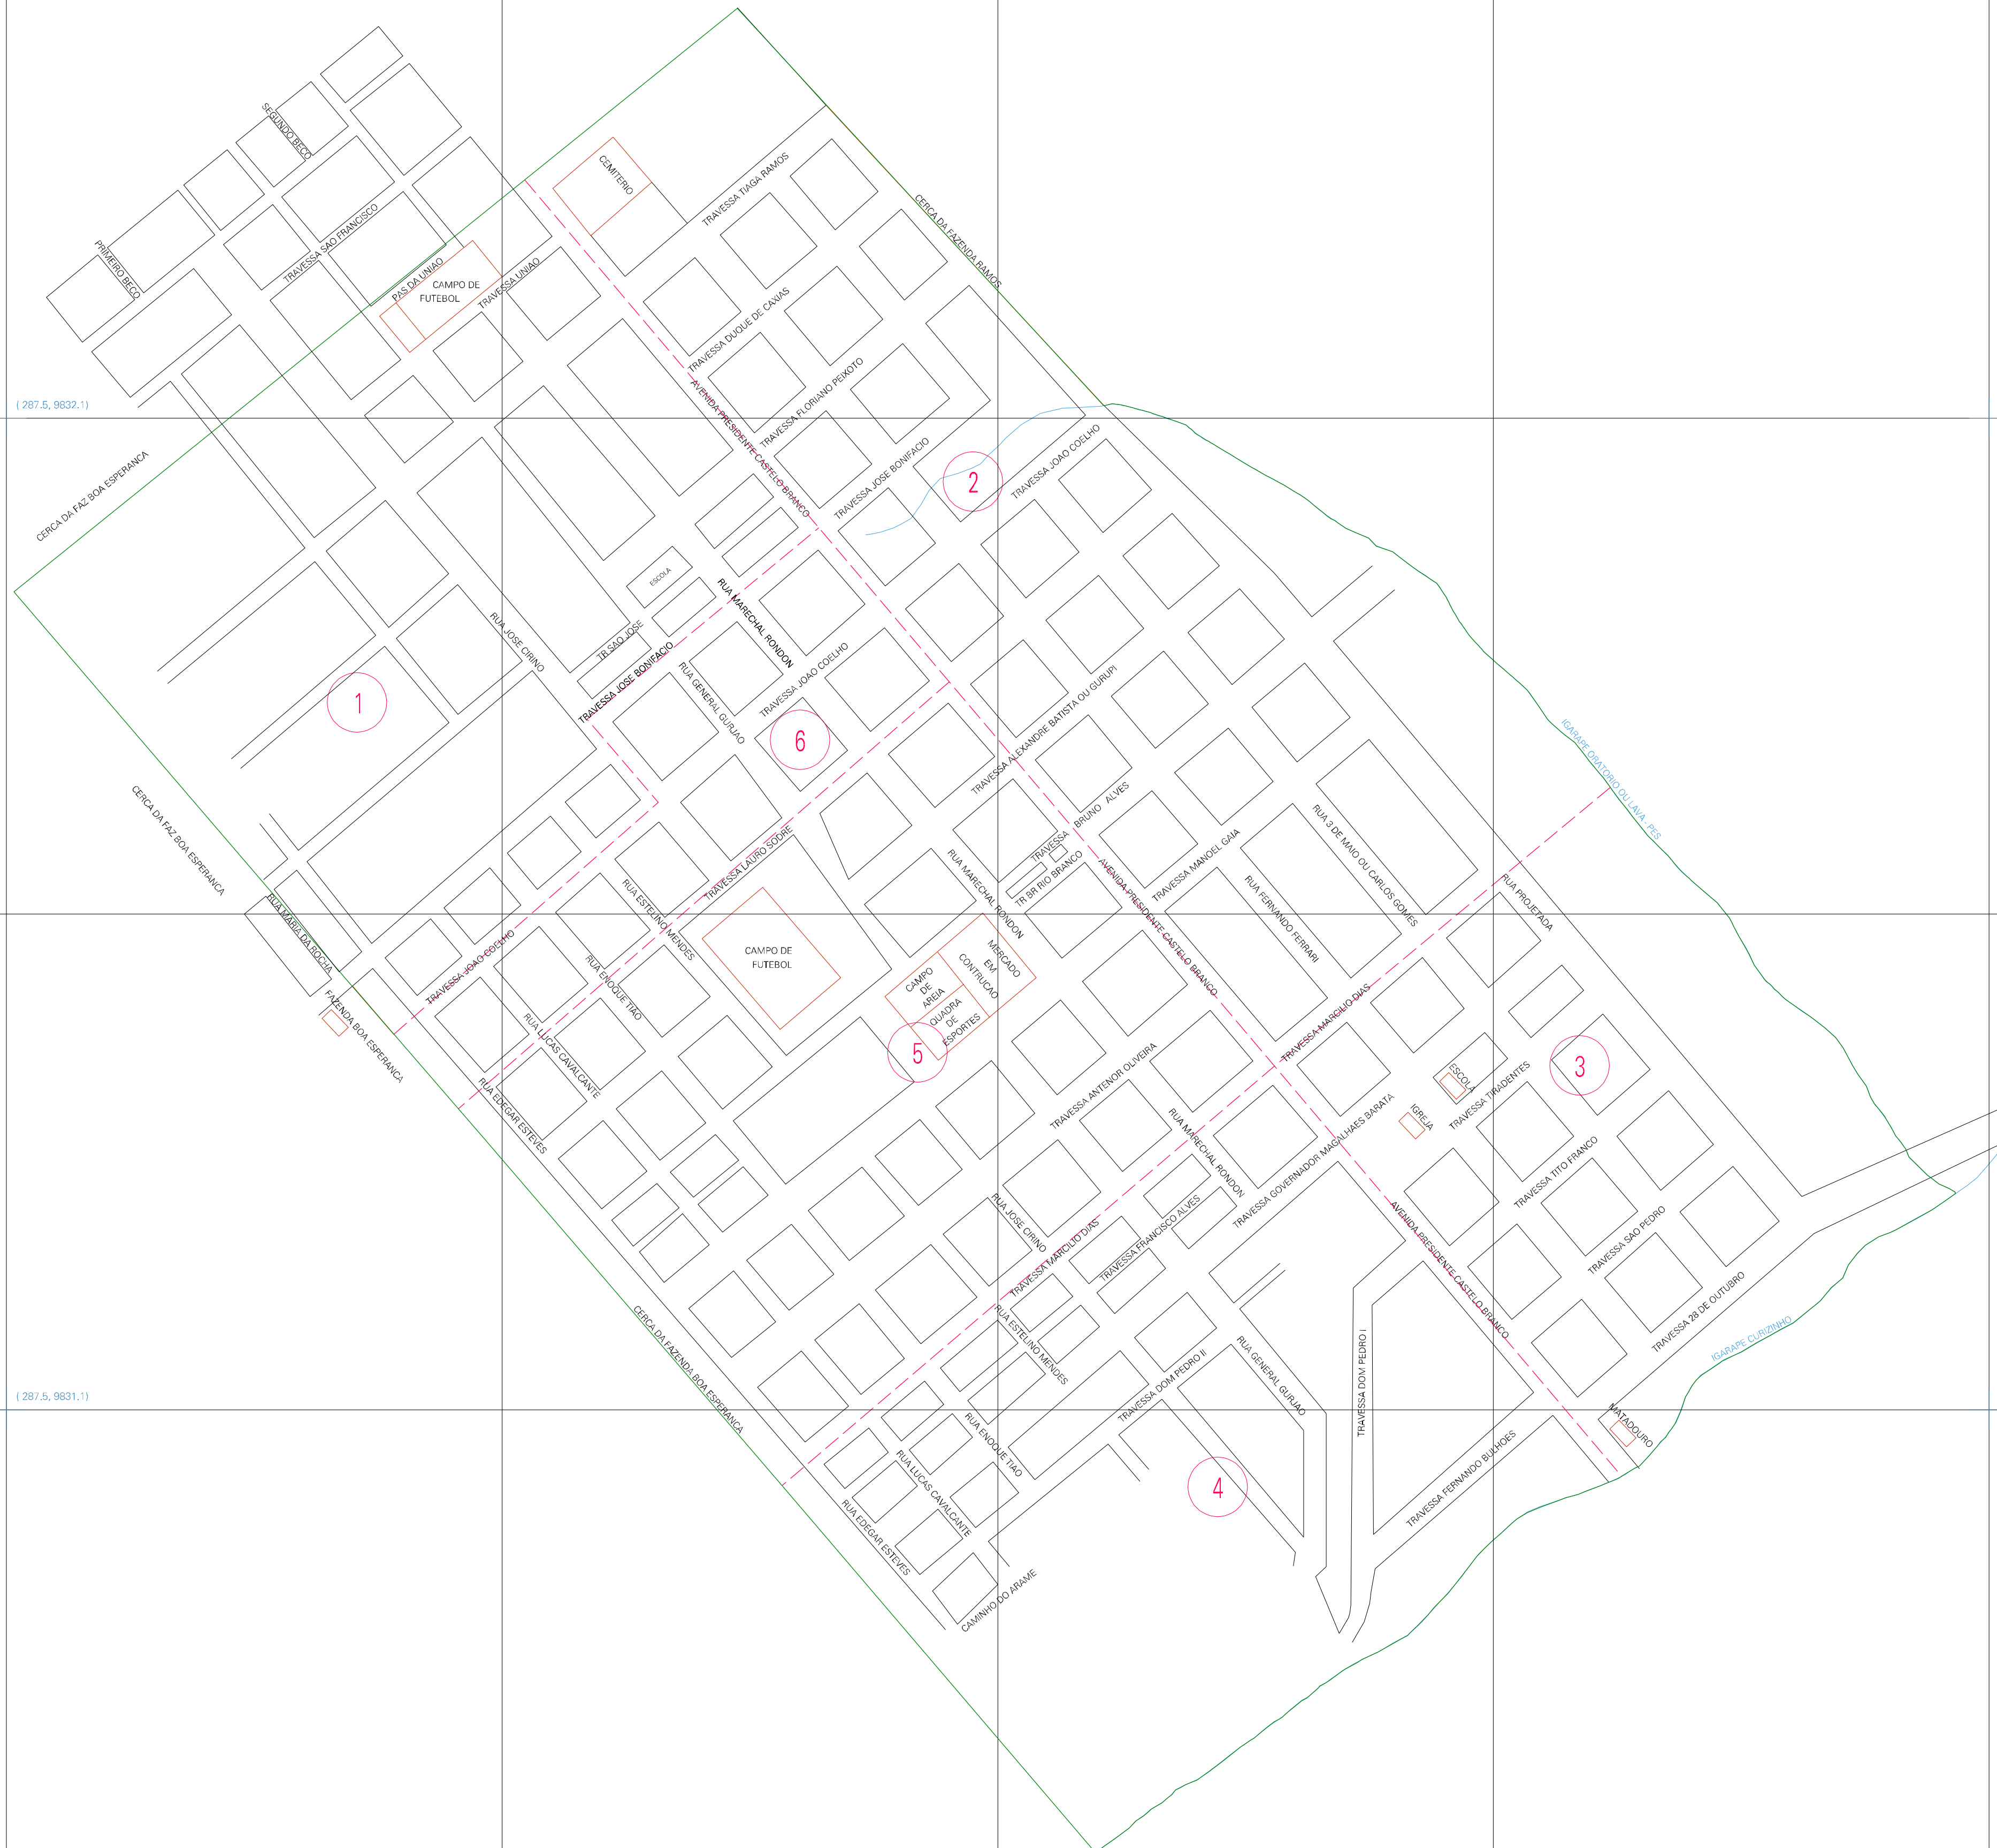 SEGUNDO BECO
PRIMEIRO BECO
TRAVESSA SAO FRANCISCO
PAS DA UNIAO
CAMPO DE
FUTEBOL
TRAVESSA UNIAO
CEMITERIO
TRAVESSA TIAGA RAMOS
CERCA DA FAZENDA RAMOS
TRAVESSA DUQUE DE CAXIAS
TRAVESSA FLORIANO PEIXOTO
AVENIDA PRESIDENTE CASTELO BRANCO
TRAVESSA JOSE BONIFACIO
TRAVESSA JOAO COELHO
2
( 287.5, 9832.1)
CERCA DA FAZ BOA ESPERANCA
ESCOLA
TR SAO JOSE
TRAVESSA JOSE BONIFACIO
RUA MARECHAL RONDON
RUA JOSE CIRINO
RUA GENERAL GURJAO
TRAVESSA JOAO COELHO
1
6
TRAVESSA ALEXANDRE BATISTA OU GURUPI
IGARAPE ORATORIO OU LAVA - PES
CERCA DA FAZ BOA ESPERANCA
TRAVESSA BRUNO ALVES
TR BR RIO BRANCO
TRAVESSA MANOEL GAIA
RUA 3 DE MAIO OU CARLOS GOMES
RUA FERNANDO FERRARI
RUA PROJETADA
TRAVESSA LAURO SODRE
RUA MARECHAL RONDON
AVENIDA PRESIDENTE CASTELO BRANCO
RUA MARIA DA ROCHA
FAZENDA BOA ESPERANCA
TRAVESSA JOAO COELHO
RUA ESTELINO MENDES
RUA ENOQUE TIAO
RUA LUCAS CAVALCANTE
RUA EDEGAR ESTEVES
CAMPO DE
FUTEBOL
CAMPO
DE
AREIA
MERCADO
EM
CONTRUCAO
QUADRA
DE
ESPORTES
5
TRAVESSA MARCILIO DIAS
TRAVESSA ANTENOR OLIVEIRA
RUA MARECHAL RONDON
TRAVESSA GOVERNADOR MAGALHAES BARATA
ESCOLA
IGREJA
TRAVESSA TIRADENTES
3
TRAVESSA TITO FRANCO
TRAVESSA SAO PEDRO
TRAVESSA 28 DE OUTUBRO
IGARAPE CURIZINHO
AVENIDA PRESIDENTE CASTELO BRANCO
RUA JOSE CIRINO
TRAVESSA MARCILIO DIAS
TRAVESSA FRANCISCO ALVES
RUA ESTELINO MENDES
CERCA DA FAZENDA BOA ESPERANCA
( 287.5, 9831.1)
TRAVESSA DOM PEDRO II
RUA GENERAL GURJAO
TRAVESSA DOM PEDRO I
MATADOURO
RUA ENOQUE TIAO
RUA LUCAS CAVALCANTE
RUA EDEGAR ESTEVES
4
TRAVESSA FERNANDO BULHOES
CAMINHO DO ARAME